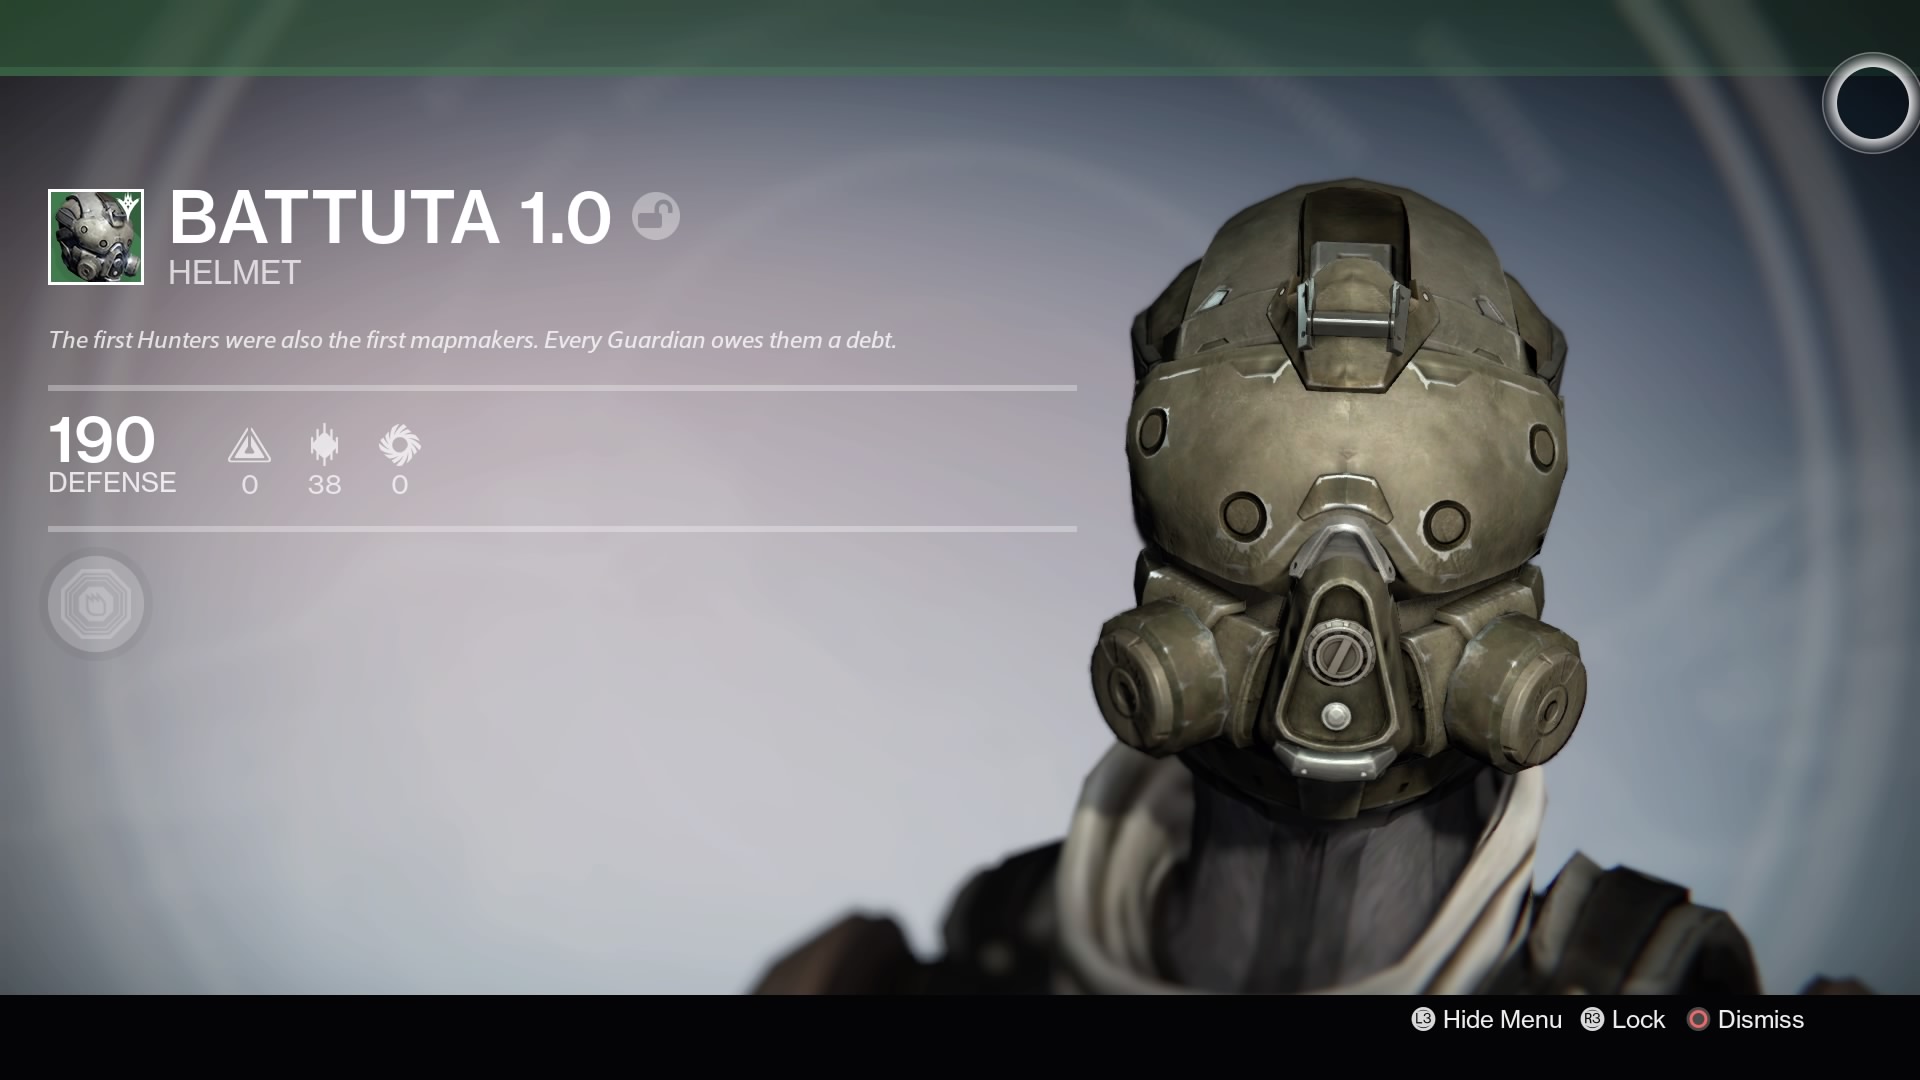 BATTUTA 1.0
HELMET
The first Hunters were also the first mapmakers. Every Guardian owes them a debt.
190
DEFENSE
0 38 0
L3 Hide Menu R3 Lock Dismiss